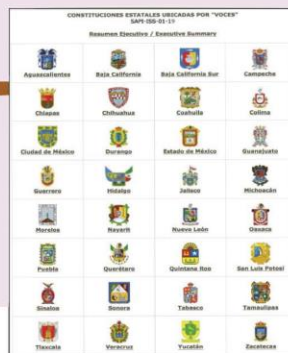 CONSTITUCIONES ESTATALES UBICADAS POR "VOCES"
SAPI-ISS-01-19
Resumen Ejecutivo / Executive Summary
Aguascalientes Baja California Baja California Sur Campeche
Chiapas Chihuahua Coahuila Colima
Ciudad de México Durango Estado de México Guanajuato
Guerrero Hidalgo Jalisco Michoacán
Morelos Nayarit Nuevo León Oaxaca
Puebla Querétaro Quintana Roo San Luis Potosí
Sinaloa Sonora Tabasco Tamaulipas
Tlaxcala Veracruz Yucatán Zacatecas